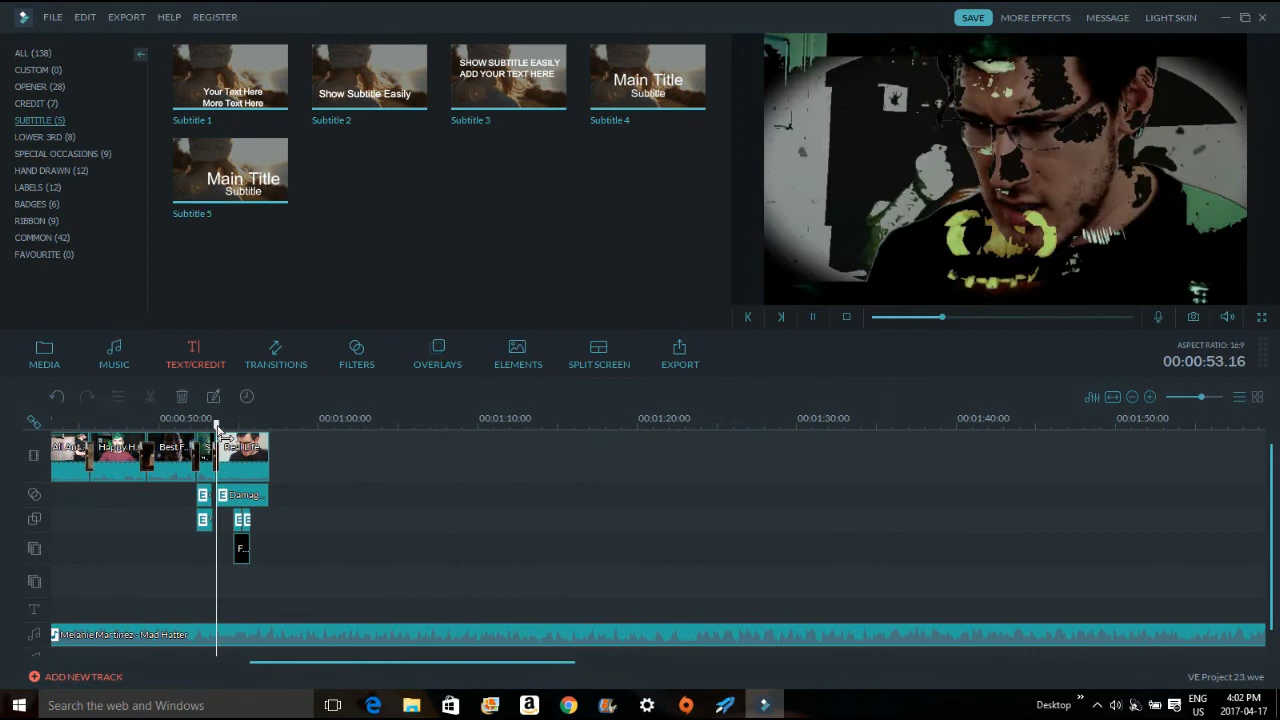 FILE EDIT EXPORT HELP REGISTER
SAVE MORE EFFECTS MESSAGE LIGHT SKIN
ALL (138)
CUSTOM (0)
OPENER (28)
CREDIT (7)
SUBTITLE (5)
LOWER 3RD (8)
SPECIAL OCCASIONS (9)
HAND DRAWN (12)
LABELS (12)
BADGES (6)
RIBBON (9)
COMMON (42)
FAVOURITE (0)
Your Text Here
More Text Here
Subtitle 1
Show Subtitle Easily
Subtitle 2
SHOW SUBTITLE EASILY
ADD YOUR TEXT HERE
Subtitle 3
Main Title
Subtitle
Subtitle 4
Main Title
Subtitle
Subtitle 5
MEDIA MUSIC TEXT/CREDIT TRANSITIONS FILTERS OVERLAYS ELEMENTS SPLIT SCREEN EXPORT
ASPECT RATIO: 16:9
00:00:53.16
00:00:50:00 00:01:00:00 00:01:10:00 00:01:20:00 00:01:30:00 00:01:40:00 00:01:50:00
Happy H... Best F... S... Real Life
E E Damag...
E E E
F...
Melanie Martinez - Mad Hatter
ADD NEW TRACK
VE Project 23.wve
Search the web and Windows
Desktop
ENG
US
4:02 PM
2017-04-17